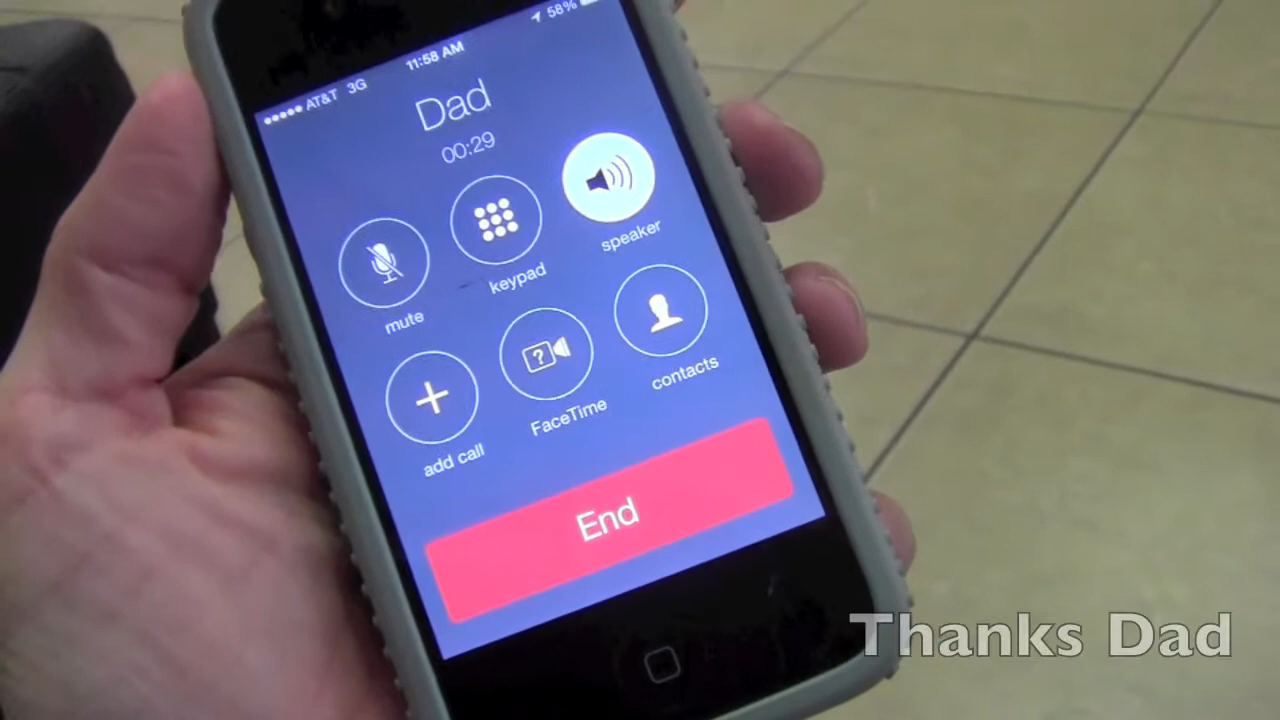 ●●●●● AT&T 3G 11:58 AM 58%
Dad
00:29
mute keypad speaker
add call FaceTime contacts
End
Thanks Dad